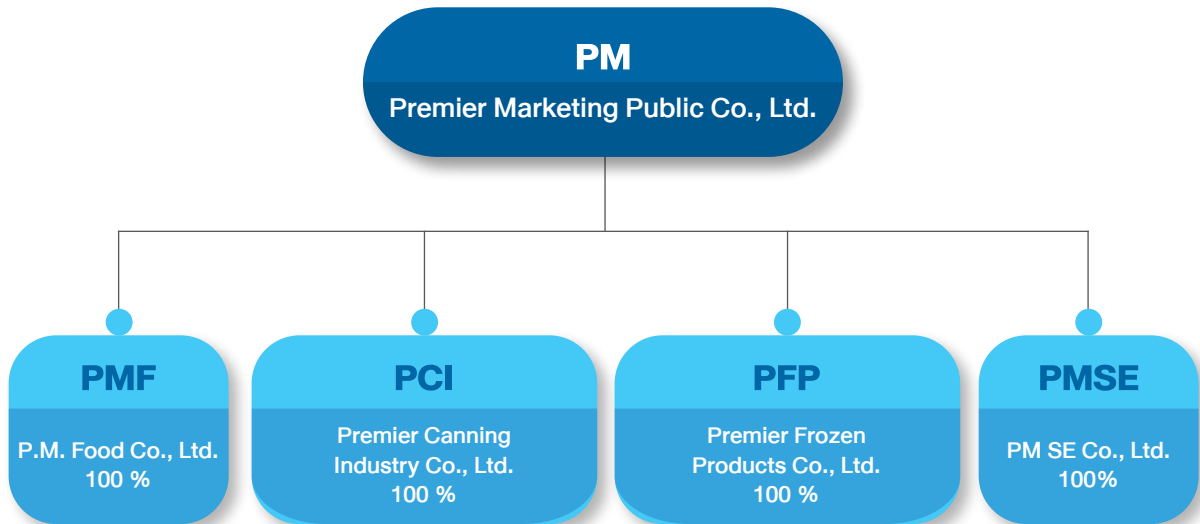 PM
Premier Marketing Public Co., Ltd.
PMF
P.M. Food Co., Ltd.
100 %
PCI
Premier Canning
Industry Co., Ltd.
100 %
PFP
Premier Frozen
Products Co., Ltd.
100 %
PMSE
PM SE Co., Ltd.
100%